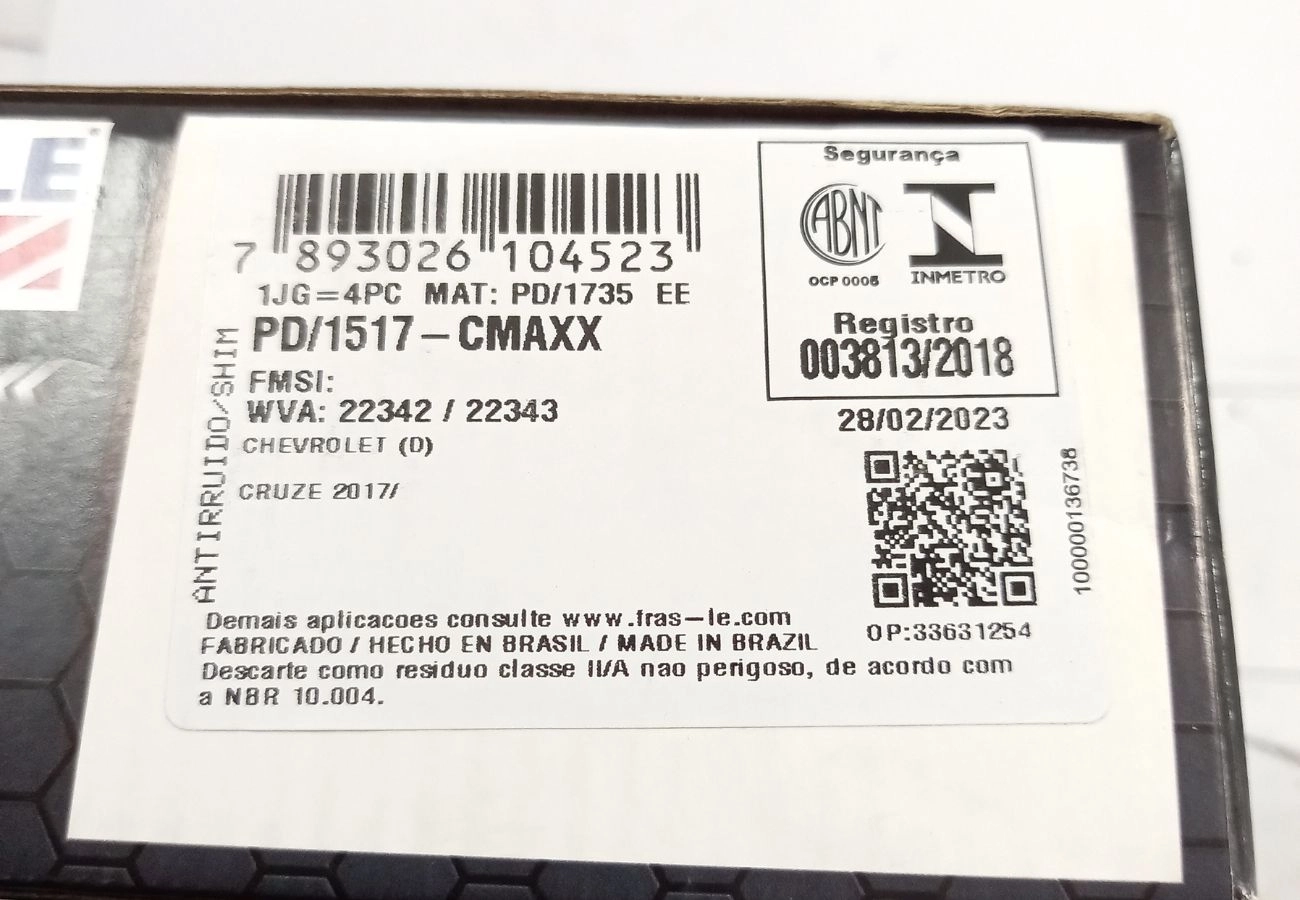 LE
7 893026 104523
1JG=4PC MAT: PD/1735 EE
PD/1517-CMAXX
FMSI:
WVA: 22342 / 22343
CHEVROLET (D)
CRUZE 2017/
ANTIRRUIDO/SHIM
Demais aplicacoes consulte www.fras-le.com
FABRICADO / HECHO EN BRASIL / MADE IN BRAZIL
Descarte como residuo classe II/A nao perigoso, de acordo com
a NBR 10.004.
Segurança
ABNT
OCP 0005
INMETRO
Registro
003813/2018
28/02/2023
100000136738
OP:33631254